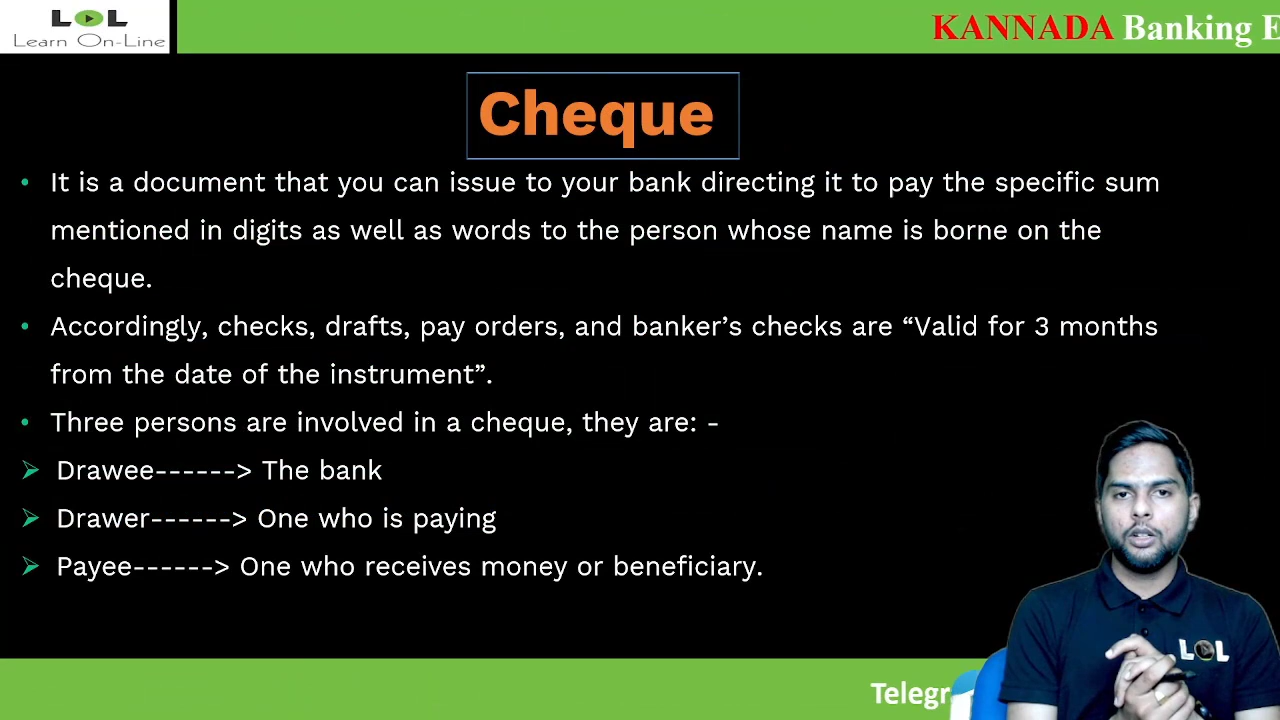 LOL
Learn On-Line
KANNADA Banking E
Cheque
• It is a document that you can issue to your bank directing it to pay the specific sum
mentioned in digits as well as words to the person whose name is borne on the
cheque.
• Accordingly, checks, drafts, pay orders, and banker’s checks are “Valid for 3 months
from the date of the instrument”.
• Three persons are involved in a cheque, they are: -
➢ Drawee------> The bank
➢ Drawer------> One who is paying
➢ Payee------> One who receives money or beneficiary.
LOL
Telegr